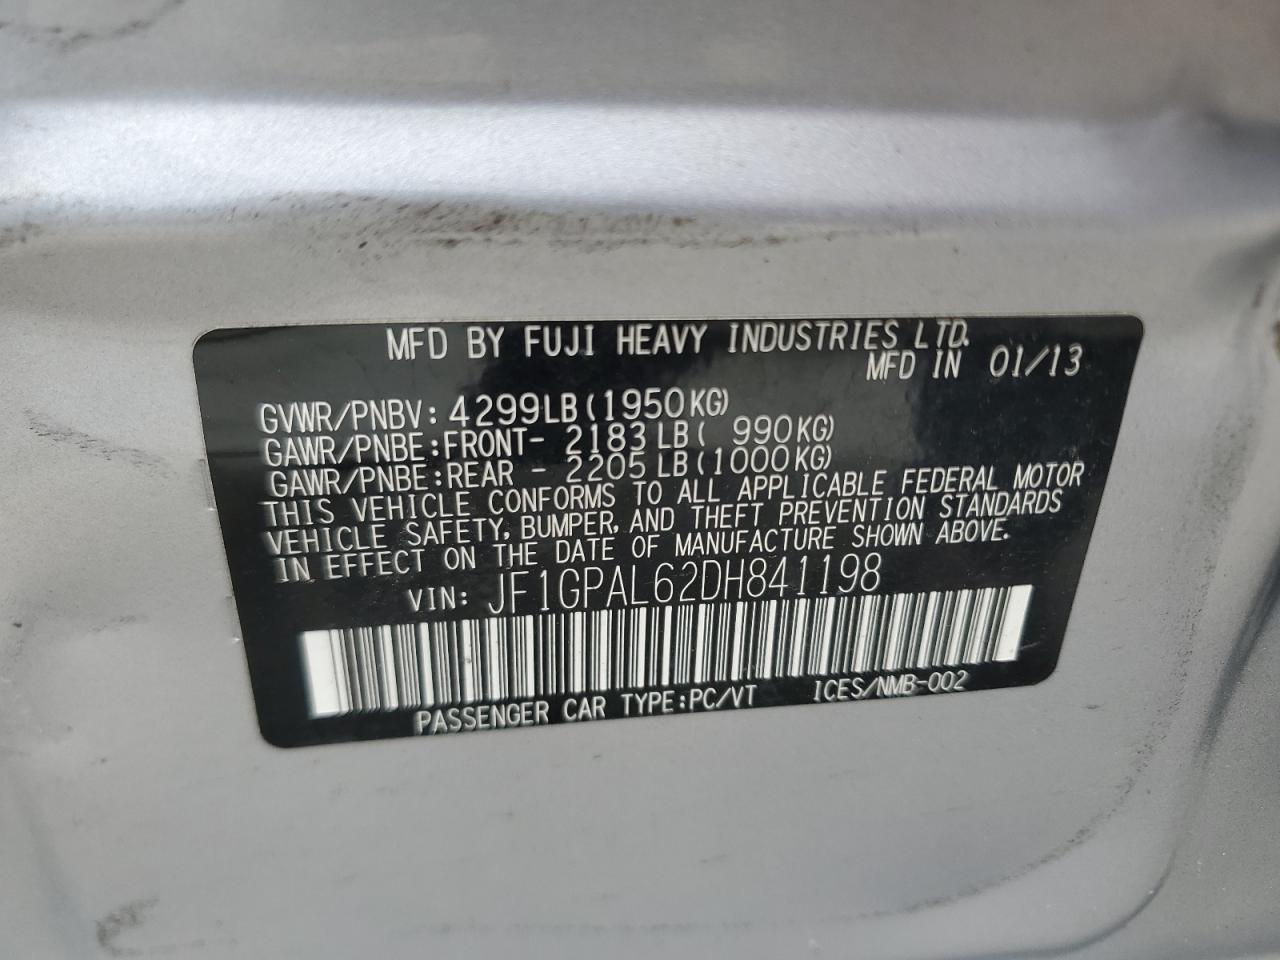 MFD BY FUJI HEAVY INDUSTRIES LTD.
MFD IN 01/13
GVWR/PNBV: 4299LB(1950KG)
GAWR/PNBE:FRONT- 2183LB( 990KG)
GAWR/PNBE:REAR - 2205LB(1000KG)
THIS VEHICLE CONFORMS TO ALL APPLICABLE FEDERAL MOTOR
VEHICLE SAFETY, BUMPER, AND THEFT PREVENTION STANDARDS
IN EFFECT ON THE DATE OF MANUFACTURE SHOWN ABOVE.
VIN: JF1GPAL62DH841198
PASSENGER CAR TYPE:PC/VT ICES/NMB-002